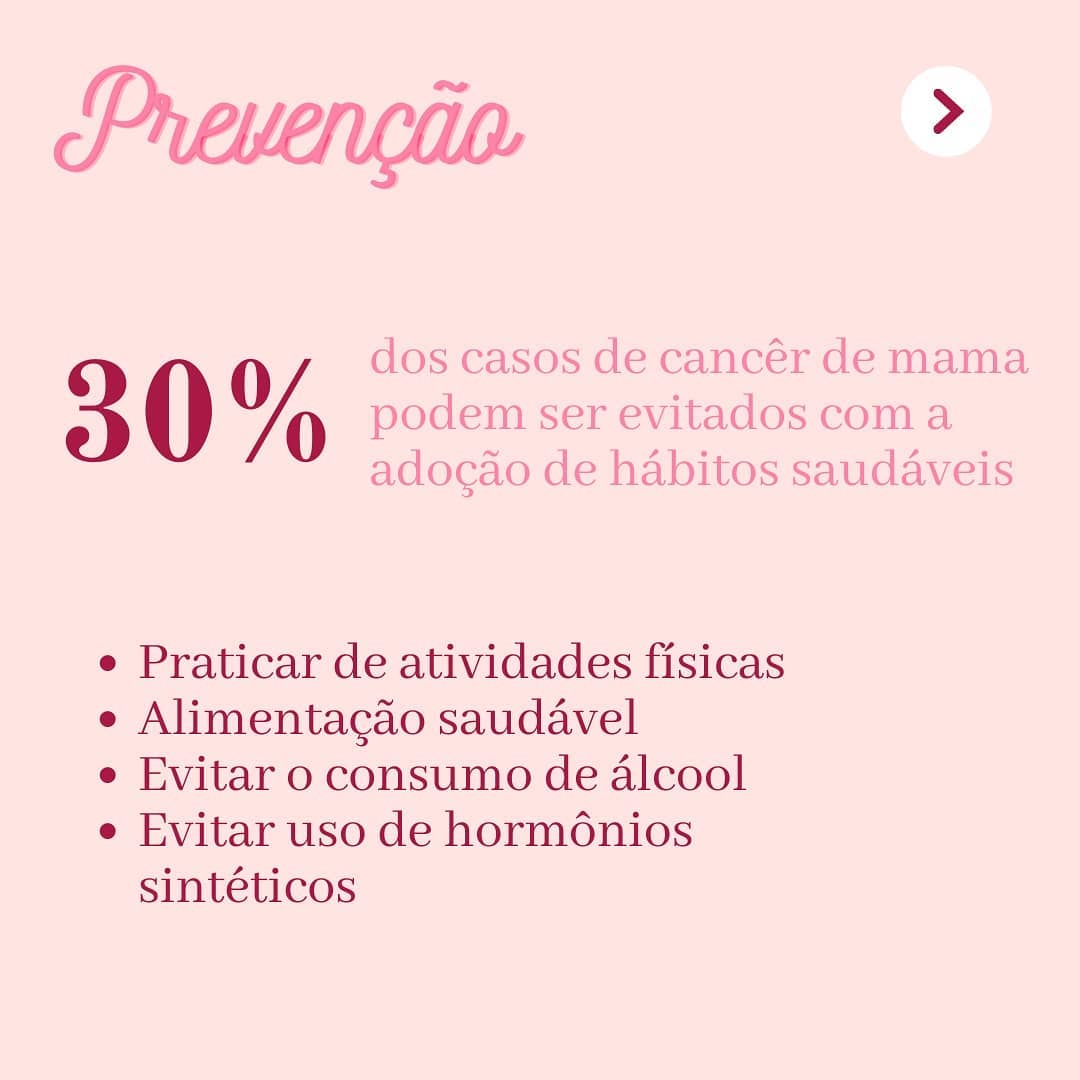 Prevenção
30%
dos casos de cancêr de mama
podem ser evitados com a
adoção de hábitos saudáveis
• Praticar de atividades físicas
• Alimentação saudável
• Evitar o consumo de álcool
• Evitar uso de hormônios
sintéticos